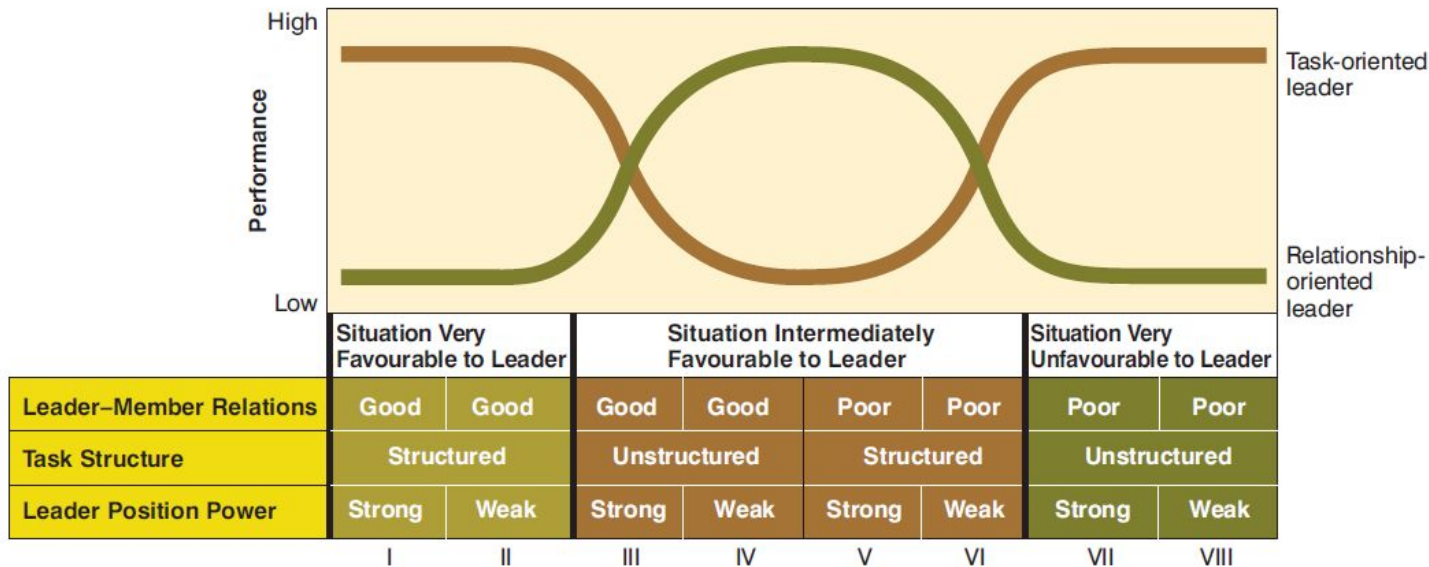 High
Performance
Low
Task-oriented
leader
Relationship-
oriented
leader
Situation Very
Favourable to Leader
Situation Intermediately
Favourable to Leader
Situation Very
Unfavourable to Leader
Leader–Member Relations Good Good Good Good Poor Poor Poor Poor
Task Structure Structured Unstructured Structured Unstructured
Leader Position Power Strong Weak Strong Weak Strong Weak Strong Weak
I II III IV V VI VII VIII